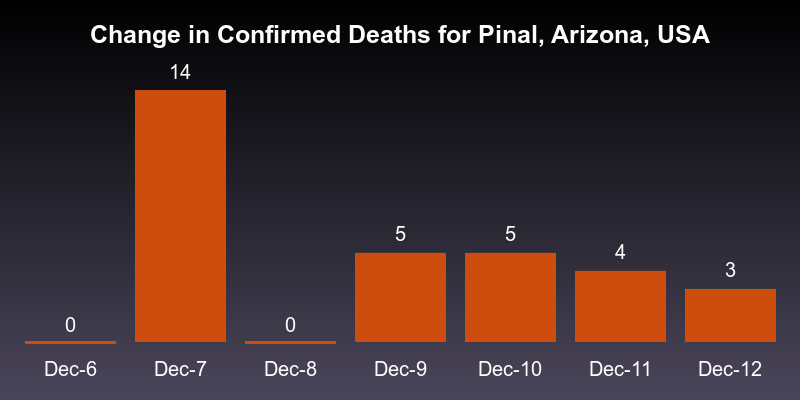 Change in Confirmed Deaths for Pinal, Arizona, USA
14
5
5
4
3
0
0
Dec-6
Dec-7
Dec-8
Dec-9
Dec-10
Dec-11
Dec-12